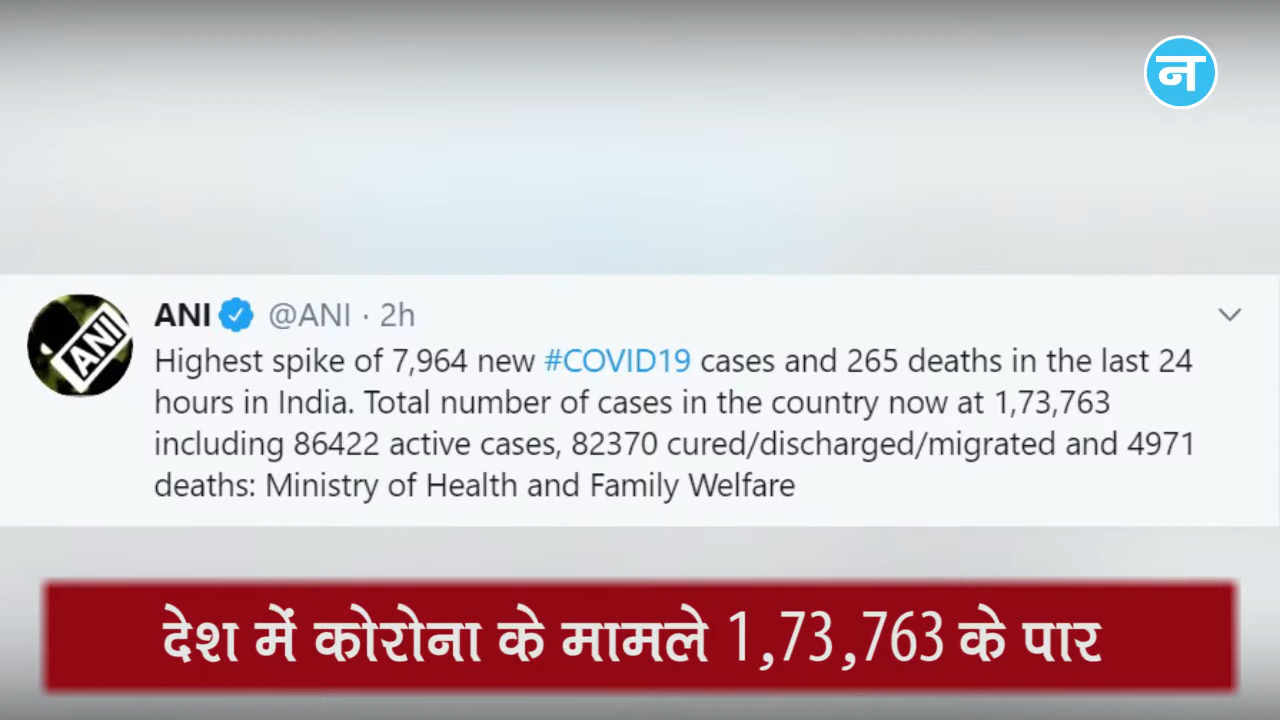 न
ANI @ANI · 2h
Highest spike of 7,964 new #COVID19 cases and 265 deaths in the last 24
hours in India. Total number of cases in the country now at 1,73,763
including 86422 active cases, 82370 cured/discharged/migrated and 4971
deaths: Ministry of Health and Family Welfare
ANI
देश में कोरोना के मामले 1,73,763 के पार